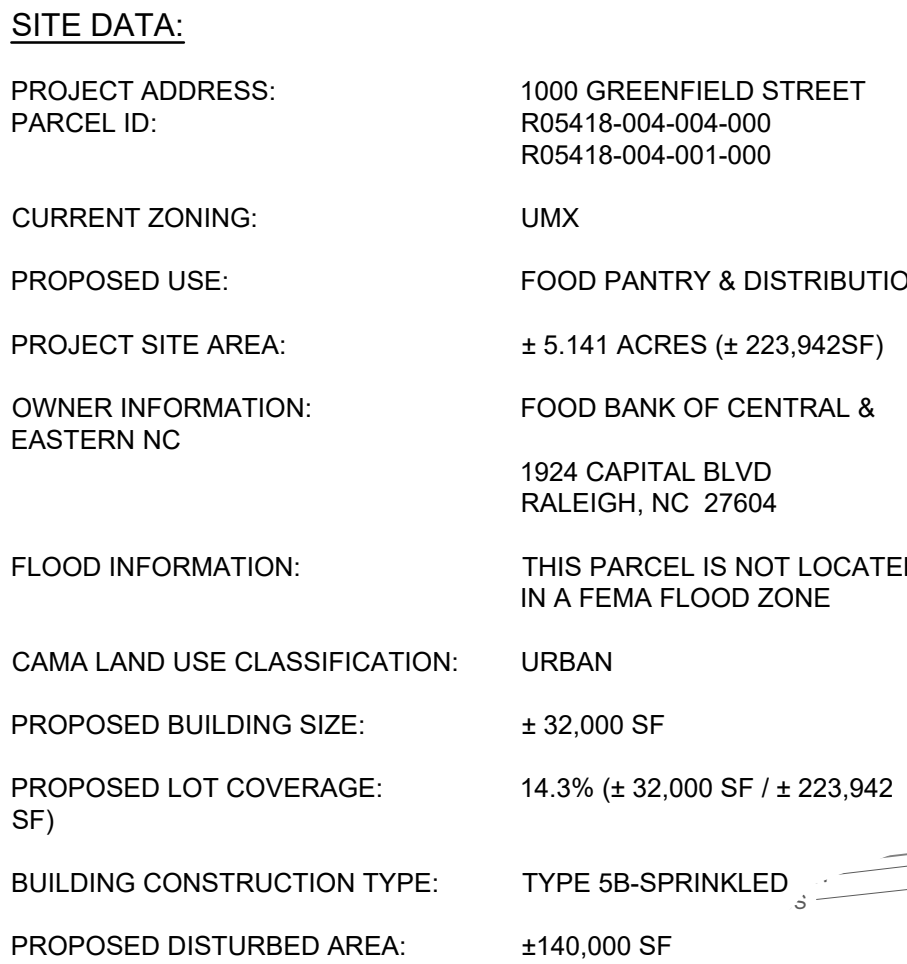 SITE DATA:
PROJECT ADDRESS: 1000 GREENFIELD STREET
PARCEL ID: R05418-004-004-000
R05418-004-001-000
CURRENT ZONING: UMX
PROPOSED USE: FOOD PANTRY & DISTRIBUTIO
PROJECT SITE AREA: ± 5.141 ACRES (± 223,942SF)
OWNER INFORMATION: FOOD BANK OF CENTRAL &
EASTERN NC
1924 CAPITAL BLVD
RALEIGH, NC 27604
FLOOD INFORMATION: THIS PARCEL IS NOT LOCATE
IN A FEMA FLOOD ZONE
CAMA LAND USE CLASSIFICATION: URBAN
PROPOSED BUILDING SIZE: ± 32,000 SF
PROPOSED LOT COVERAGE: 14.3% (± 32,000 SF / ± 223,942
SF)
BUILDING CONSTRUCTION TYPE: TYPE 5B-SPRINKLED
S
PROPOSED DISTURBED AREA: ±140,000 SF